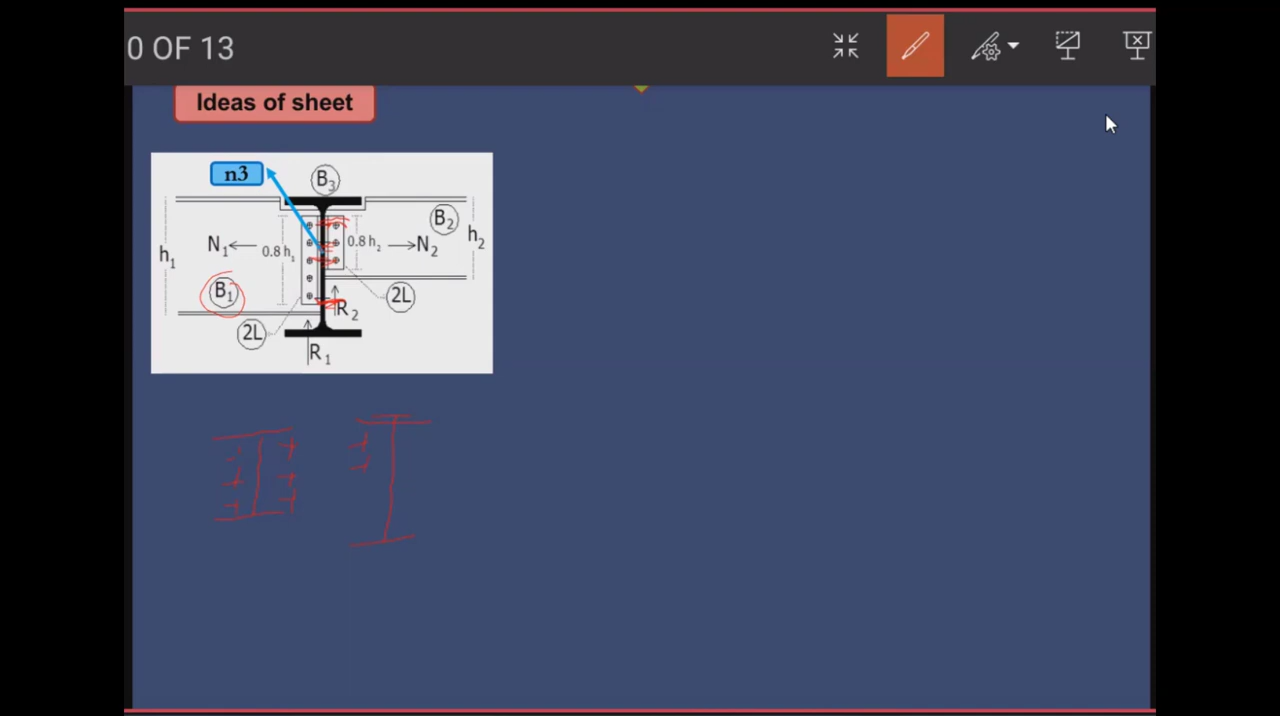 0 OF 13
Ideas of sheet
n3
B3
B2
N1
0.8 h1
0.8 h2
N2
h2
h1
B1
2L
R2
2L
R1